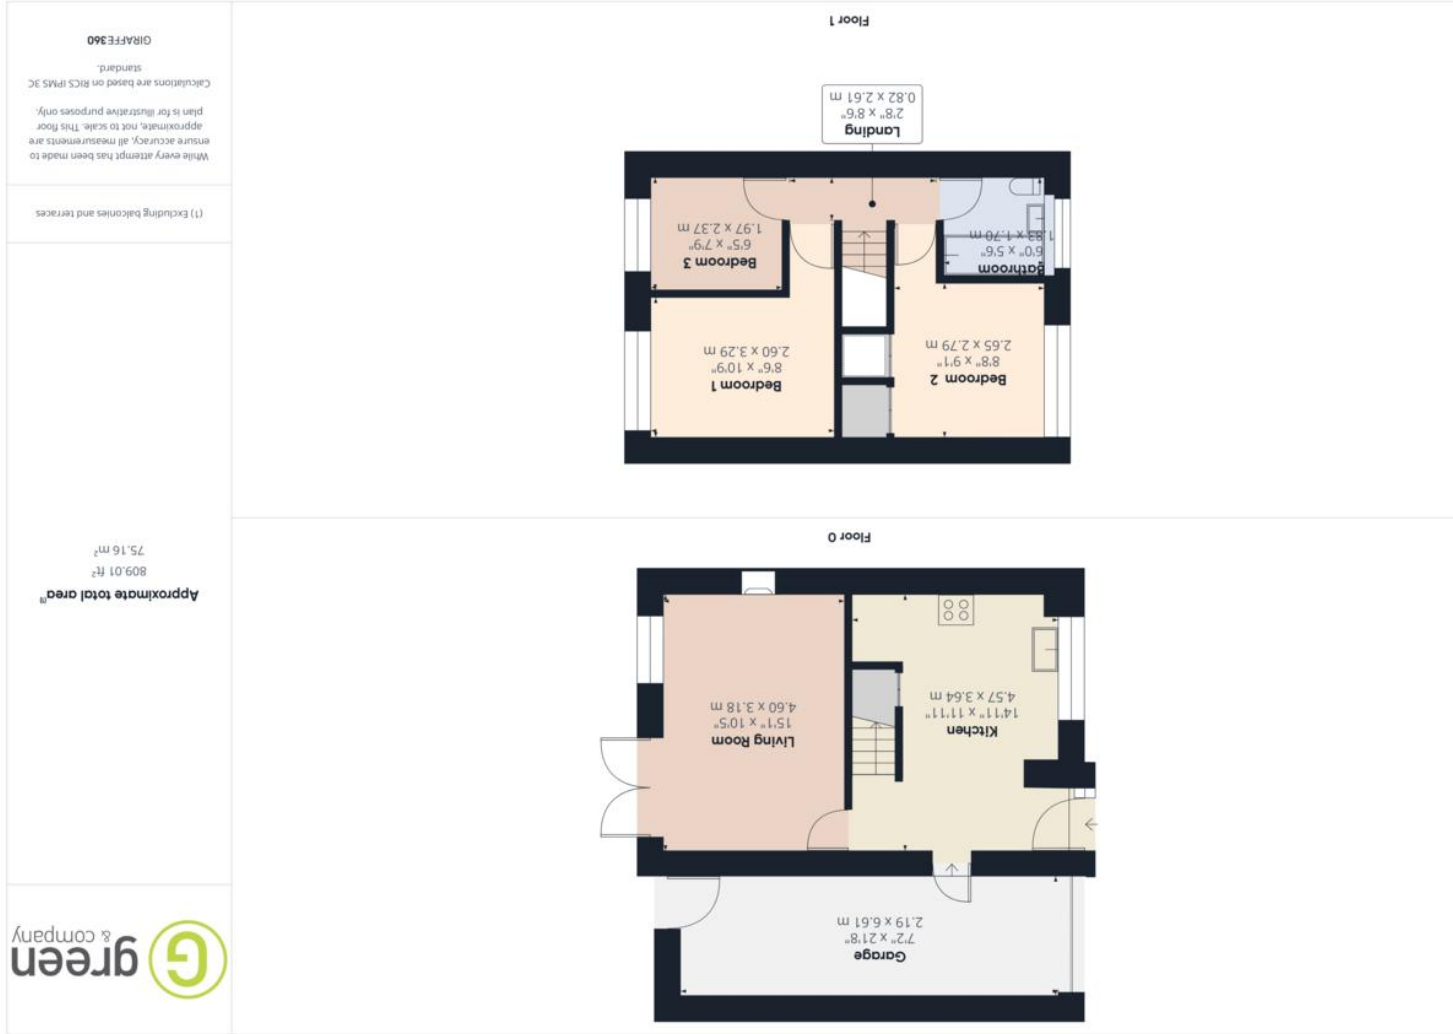 green
& company
Approximate total area⁽¹⁾
809.01 ft²
75.16 m²
(1) Excluding balconies and terraces
While every attempt has been made to
ensure accuracy, all measurements are
approximate, not to scale. This floor
plan is for illustrative purposes only.
Calculations are based on RICS IPMS 3C
standard.
GIRAFFE360
Garage
7'2" x 21'8"
2.19 x 6.61 m
Kitchen
14'11" x 11'11"
4.57 x 3.64 m
Living Room
15'1" x 10'5"
4.60 x 3.18 m
Floor 0
Bedroom 2
8'8" x 9'1"
2.65 x 2.79 m
Bedroom 1
8'6" x 10'9"
2.60 x 3.29 m
Bathroom
6'0" x 5'6"
1.83 x 1.70 m
Bedroom 3
6'5" x 7'9"
1.97 x 2.37 m
Landing
2'8" x 8'6"
0.82 x 2.61 m
Floor 1